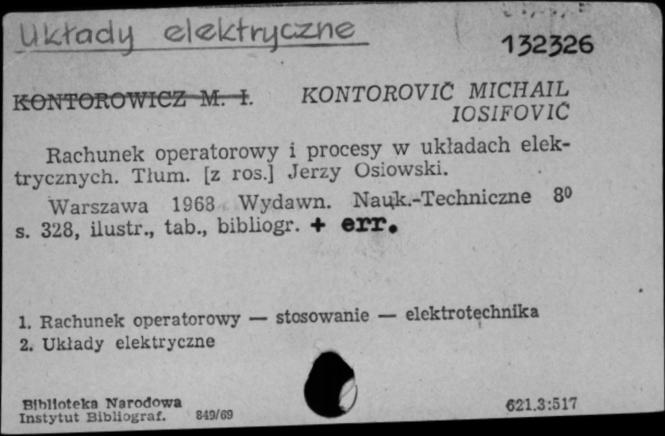 Układy elektryczne
132326
KONTOROWICZ M. I. KONTOROVIČ MICHAIL
IOSIFOVIČ
Rachunek operatorowy i procesy w układach elek-
trycznych. Tłum. [z ros.] Jerzy Osiowski.
Warszawa 1968 Wydawn. Nauk.-Techniczne 8⁰
s. 328, ilustr., tab., bibliogr. + err.
1. Rachunek operatorowy — stosowanie — elektrotechnika
2. Układy elektryczne
Biblioteka Narodowa
Instytut Bibliograf. 849/69
621.3:517